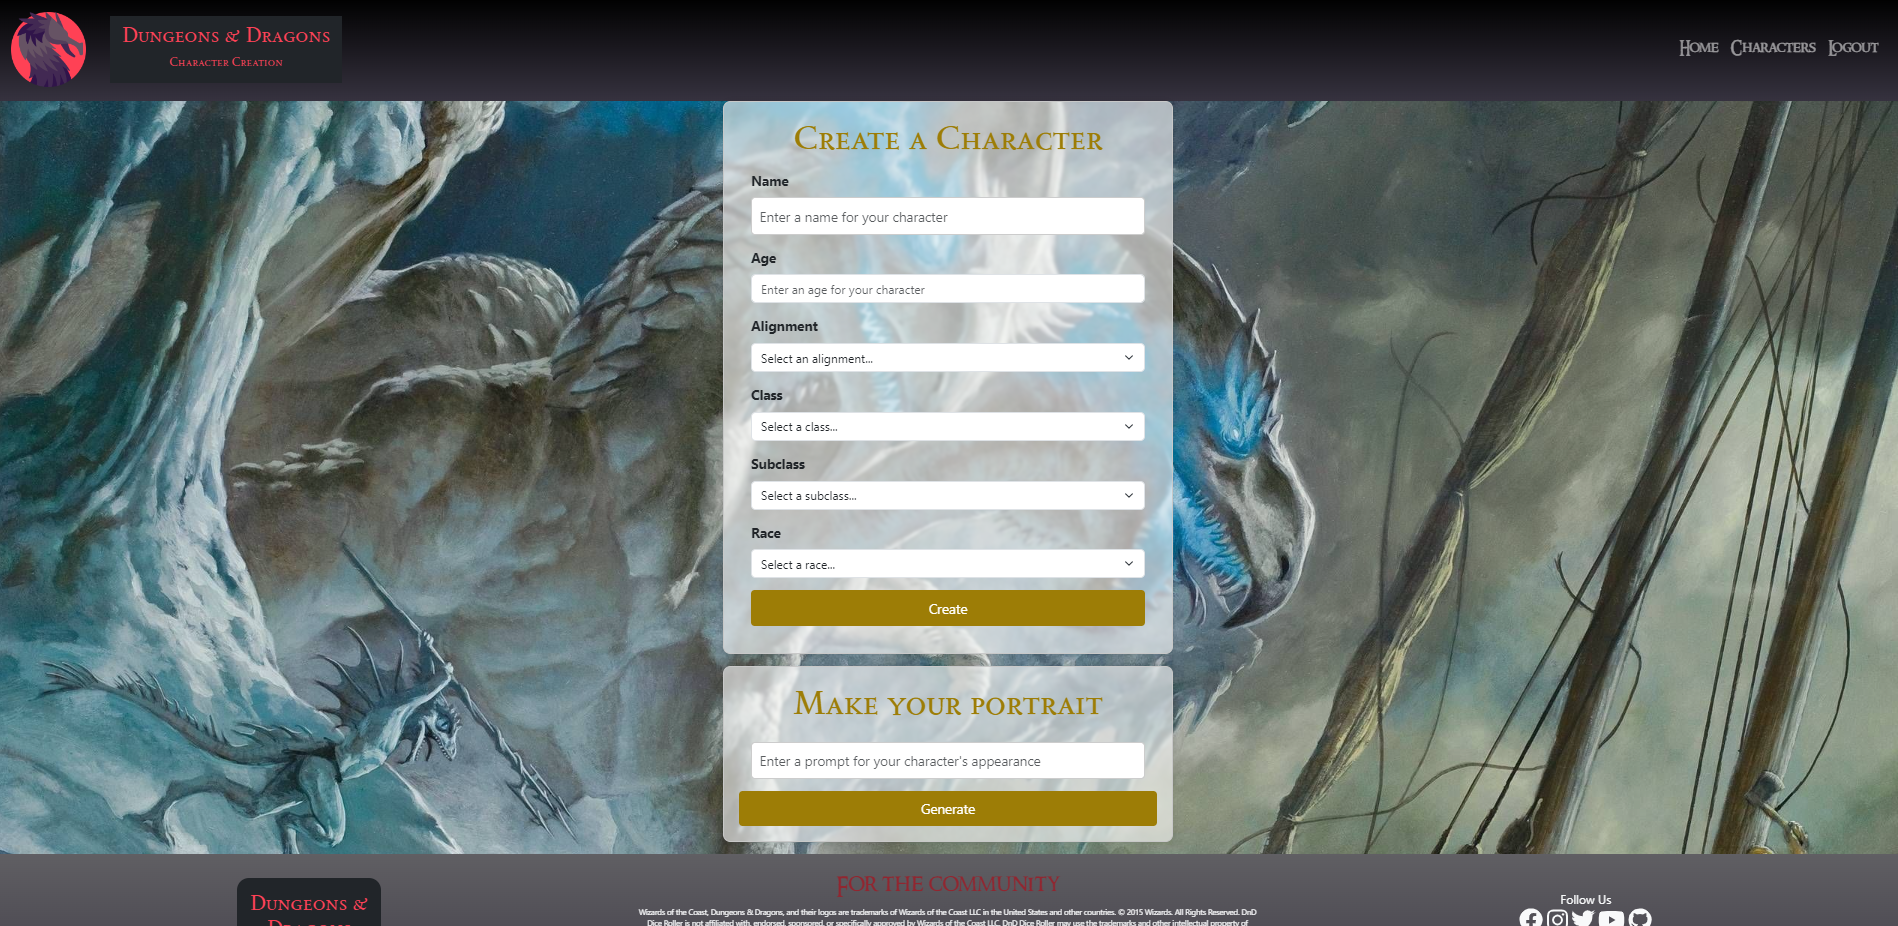 Dungeons & Dragons
Character Creation
Home Characters Logout
Create a Character
Name
Enter a name for your character
Age
Enter an age for your character
Alignment
Select an alignment...
Class
Select a class...
Subclass
Select a subclass...
Race
Select a race...
Create
Make your portrait
Enter a prompt for your character's appearance
Generate
Dungeons &
Dragons
For the community
Wizards of the Coast, Dungeons & Dragons, and their logos are trademarks of Wizards of the Coast LLC in the United States and other countries. © 2015 Wizards. All Rights Reserved. DnD
Dice Roller is not affiliated with, endorsed, sponsored, or specifically approved by Wizards of the Coast LLC. DnD Dice Roller may use the trademarks and other intellectual property of
Follow Us